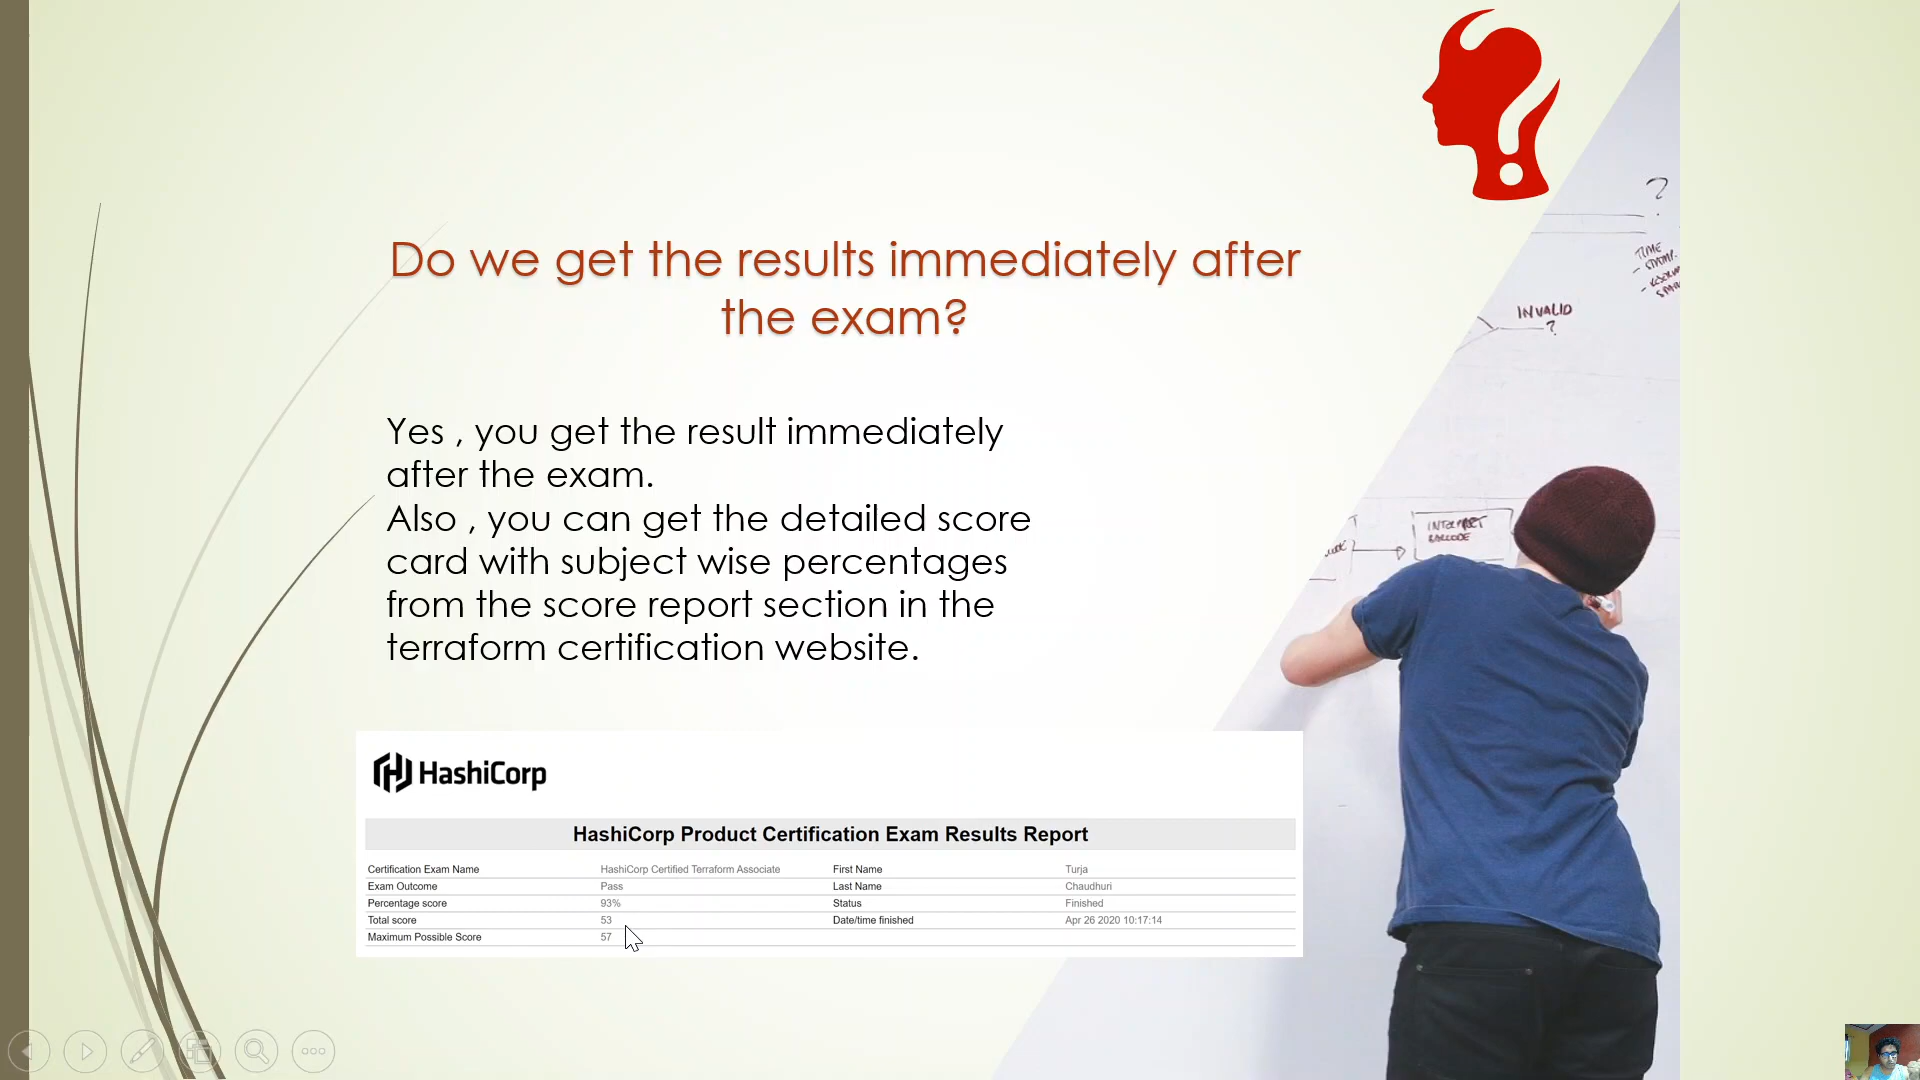 Do we get the results immediately after
the exam?
Yes , you get the result immediately
after the exam.
Also , you can get the detailed score
card with subject wise percentages
from the score report section in the
terraform certification website.
?
TIME
INVALID
?
INTERPRET
BARCODE
HashiCorp
HashiCorp Product Certification Exam Results Report
Certification Exam Name HashiCorp Certified Terraform Associate First Name Turja
Exam Outcome Pass Last Name Chaudhuri
Percentage score 93% Status Finished
Total score 53 Date/time finished Apr 26 2020 10:17:14
Maximum Possible Score 57